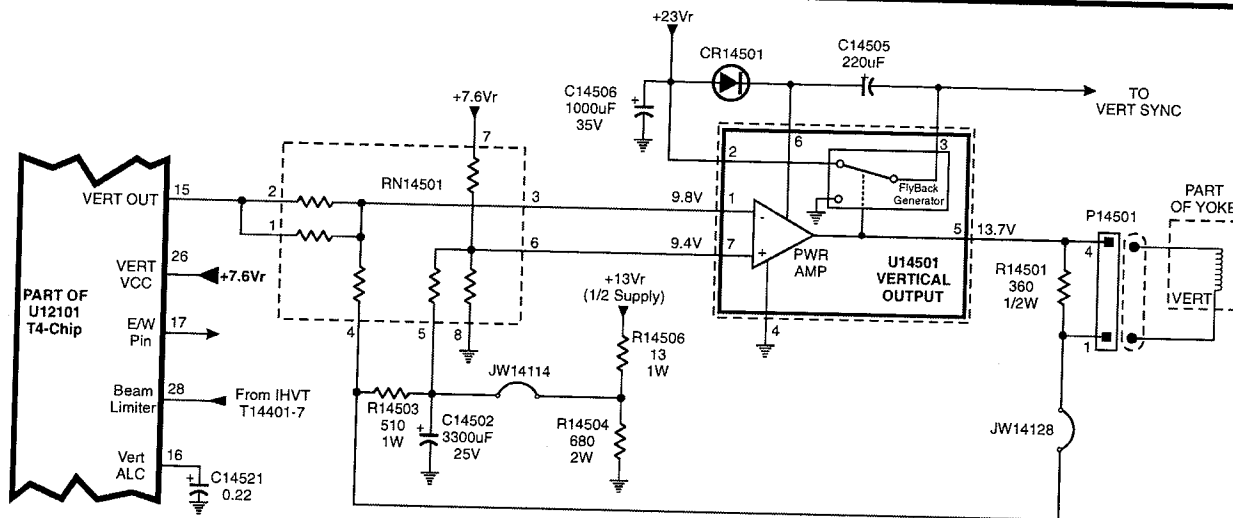 +23Vr
CR14501
C14505
220uF
+
TO
VERT SYNC
C14506
1000uF
35V
+
+7.6Vr
7
2
6
3
FlyBack
Generator
RN14501
VERT OUT
15
2
1
3
9.8V
1
-
6
9.4V
7
+
PWR
AMP
5
13.7V
U14501
VERTICAL
OUTPUT
4
P14501
4
1
PART
OF YOKE
VERT
R14501
360
1/2W
VERT
VCC
26
+7.6Vr
PART OF
U12101
T4-Chip
E/W
Pin
17
4
5
8
+13Vr
(1/2 Supply)
R14506
13
1W
JW14114
Beam
Limiter
28
From IHVT
T14401-7
R14503
510
1W
+
C14502
3300uF
25V
R14504
680
2W
JW14128
Vert
ALC
16
+
C14521
0.22